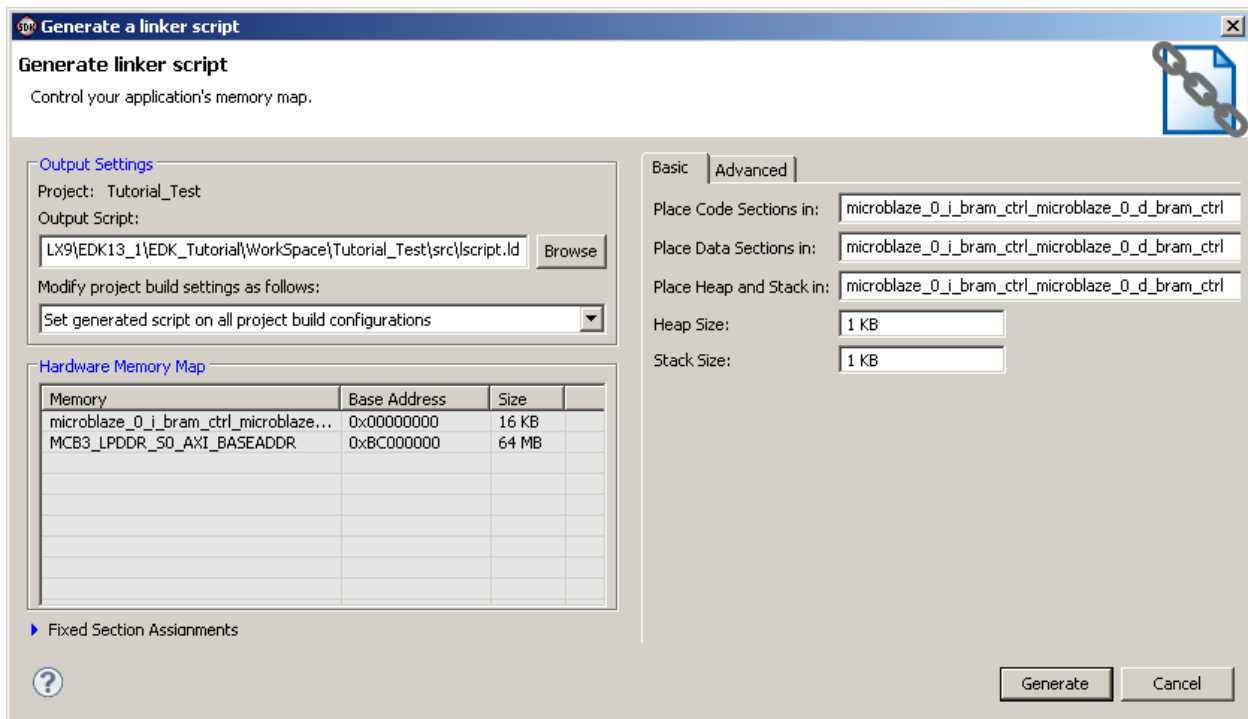 SDK Generate a linker script
Generate linker script
Control your application's memory map.
Output Settings
Project: Tutorial_Test
Output Script:
LX9\EDK13_1\EDK_Tutorial\WorkSpace\Tutorial_Test\src\lscript.ld Browse
Modify project build settings as follows:
Set generated script on all project build configurations
Hardware Memory Map
Memory Base Address Size
microblaze_0_i_bram_ctrl_microblaze... 0x00000000 16 KB
MCB3_LPDDR_S0_AXI_BASEADDR 0xBC000000 64 MB
Fixed Section Assignments
Basic Advanced
Place Code Sections in: microblaze_0_i_bram_ctrl_microblaze_0_d_bram_ctrl
Place Data Sections in: microblaze_0_i_bram_ctrl_microblaze_0_d_bram_ctrl
Place Heap and Stack in: microblaze_0_i_bram_ctrl_microblaze_0_d_bram_ctrl
Heap Size: 1 KB
Stack Size: 1 KB
? Generate Cancel